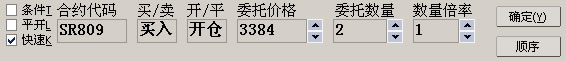 条件I 合约代码 买/卖 开/平 委托价格 委托数量 数量倍率
平开L
快速K SR809 买入 开仓 3384 2 1
确定(Y)
顺序